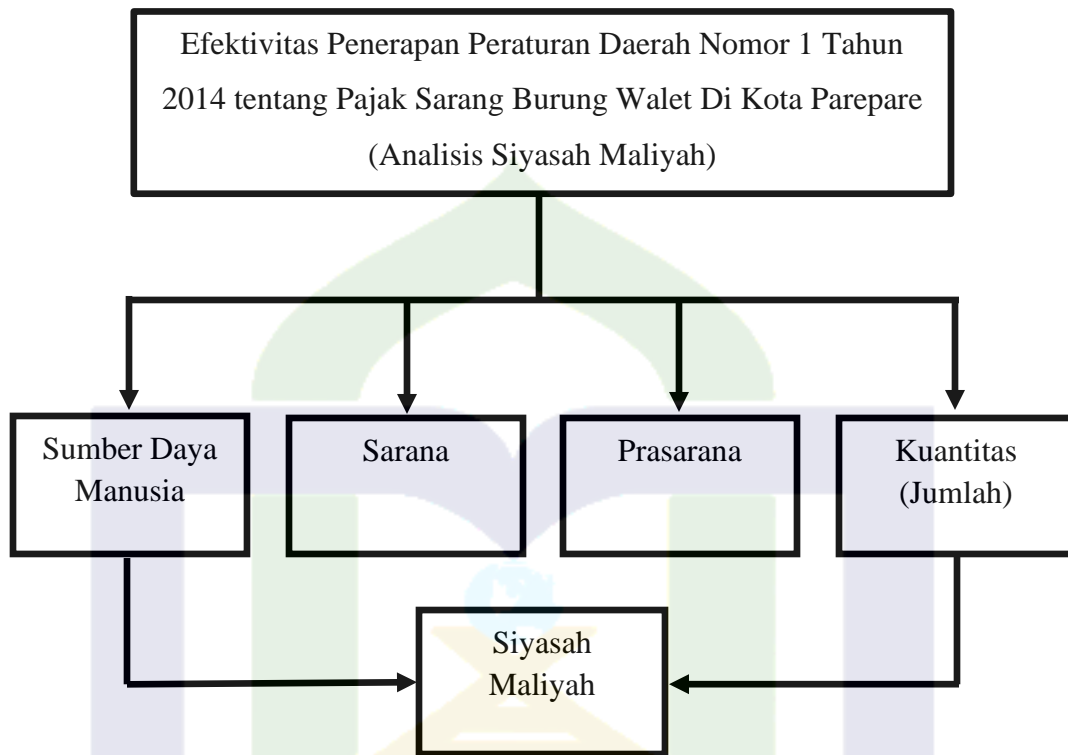 Efektivitas Penerapan Peraturan Daerah Nomor 1 Tahun
2014 tentang Pajak Sarang Burung Walet Di Kota Parepare
(Analisis Siyasah Maliyah)
Sumber Daya
Manusia
Sarana
Prasarana
Kuantitas
(Jumlah)
Siyasah
Maliyah